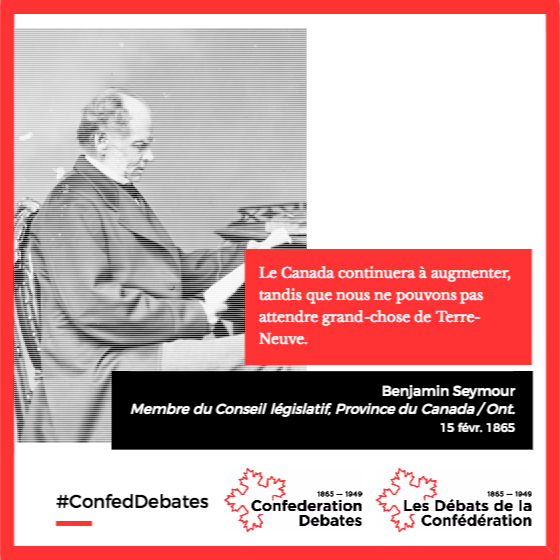 Le Canada continuera à augmenter,
tandis que nous ne pouvons pas
attendre grand-chose de Terre-
Neuve.
Benjamin Seymour
Membre du Conseil législatif, Province du Canada / Ont.
15 févr. 1865
#ConfedDebates
1865 — 1949
Confederation
Debates
1865 — 1949
Les Débats de la
Confédération